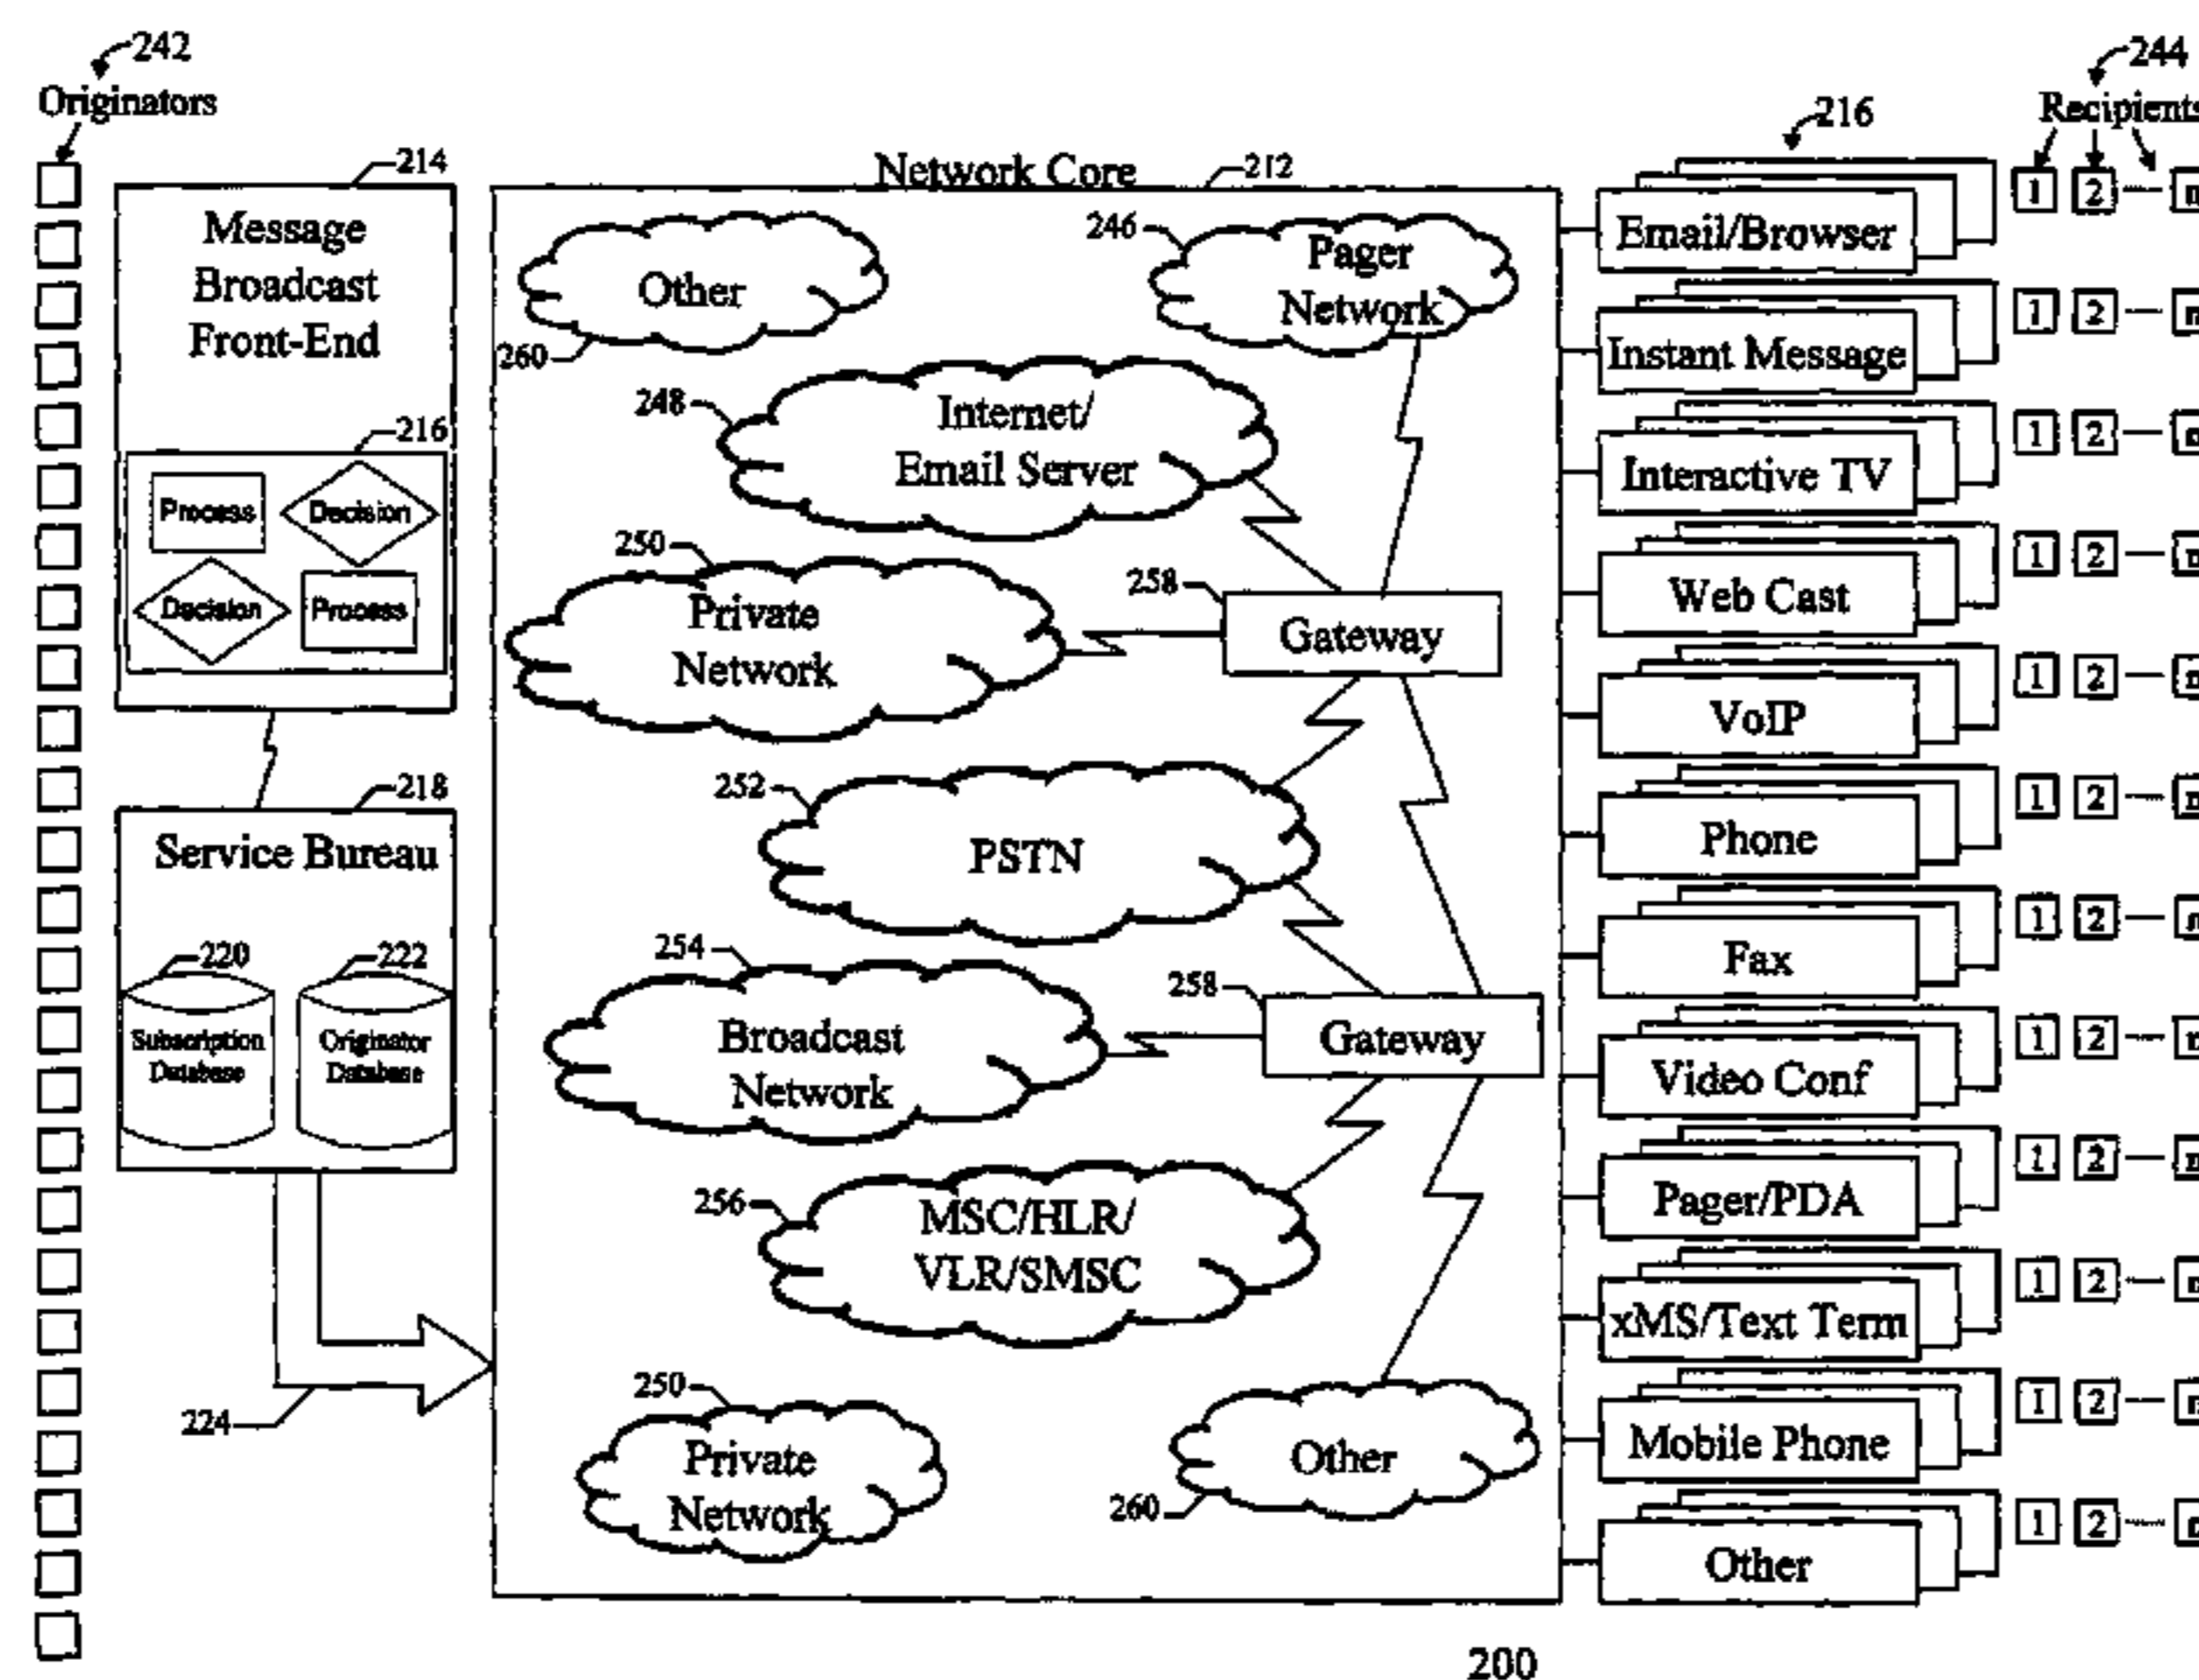 242
Originators
214
Message
Broadcast
Front-End
216
Process
Decision
Decision
Process
218
Service Bureau
220
222
Subscription
Database
Originator
Database
224
Network Core
212
Other
260
246
Pager
Network
248
Internet/
Email Server
250
Private
Network
258
Gateway
252
PSTN
254
Broadcast
Network
258
Gateway
256
MSC/HLR/
VLR/SMSC
250
Private
Network
Other
260
216
244
Recipients
Email/Browser
1 2 n
Instant Message
1 2 n
Interactive TV
1 2 n
Web Cast
1 2 n
VoIP
1 2 n
Phone
1 2 n
Fax
1 2 n
Video Conf
1 2 n
Pager/PDA
1 2 n
xMS/Text Term
1 2 n
Mobile Phone
1 2 n
Other
1 2 n
200